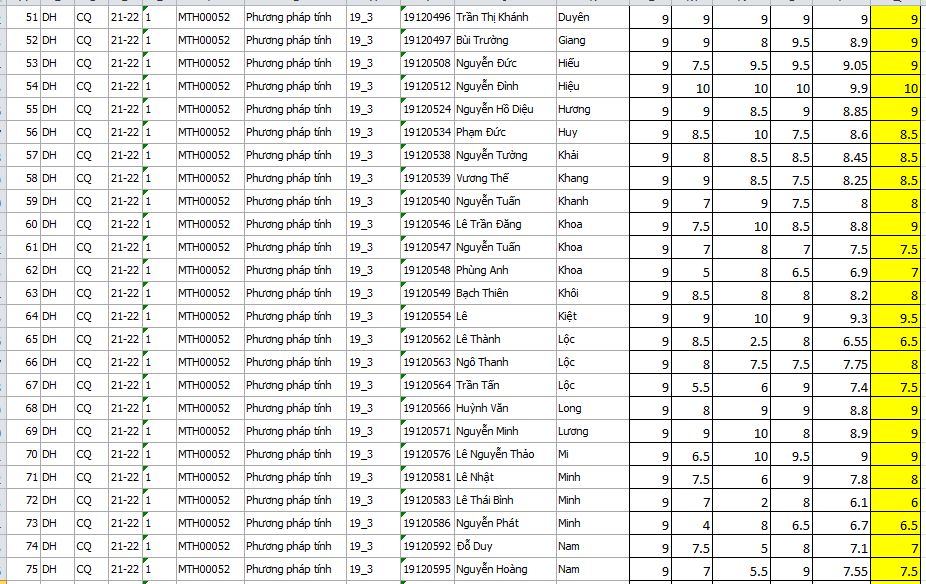 51 DH CQ 21-22 1 MTH00052 Phương pháp tính 19_3 19120496 Trần Thị Khánh Duyên 9 9 9 9 9 9
52 DH CQ 21-22 1 MTH00052 Phương pháp tính 19_3 19120497 Bùi Trường Giang 9 9 8 9.5 8.9 9
53 DH CQ 21-22 1 MTH00052 Phương pháp tính 19_3 19120508 Nguyễn Đức Hiếu 9 7.5 9.5 9.5 9.05 9
54 DH CQ 21-22 1 MTH00052 Phương pháp tính 19_3 19120512 Nguyễn Đình Hiệu 9 10 10 10 9.9 10
55 DH CQ 21-22 1 MTH00052 Phương pháp tính 19_3 19120524 Nguyễn Hồ Diệu Hương 9 9 8.5 9 8.85 9
56 DH CQ 21-22 1 MTH00052 Phương pháp tính 19_3 19120534 Phạm Đức Huy 9 8.5 10 7.5 8.6 8.5
57 DH CQ 21-22 1 MTH00052 Phương pháp tính 19_3 19120538 Nguyễn Tường Khải 9 8 8.5 8.5 8.45 8.5
58 DH CQ 21-22 1 MTH00052 Phương pháp tính 19_3 19120539 Vương Thế Khang 9 9 8.5 7.5 8.25 8.5
59 DH CQ 21-22 1 MTH00052 Phương pháp tính 19_3 19120540 Nguyễn Tuấn Khanh 9 7 9 7.5 8 8
60 DH CQ 21-22 1 MTH00052 Phương pháp tính 19_3 19120546 Lê Trần Đăng Khoa 9 7.5 10 8.5 8.8 9
61 DH CQ 21-22 1 MTH00052 Phương pháp tính 19_3 19120547 Nguyễn Tuấn Khoa 9 7 8 7 7.5 7.5
62 DH CQ 21-22 1 MTH00052 Phương pháp tính 19_3 19120548 Phùng Anh Khoa 9 5 8 6.5 6.9 7
63 DH CQ 21-22 1 MTH00052 Phương pháp tính 19_3 19120549 Bạch Thiên Khôi 9 8.5 8 8 8.2 8
64 DH CQ 21-22 1 MTH00052 Phương pháp tính 19_3 19120554 Lê Kiệt 9 9 10 9 9.3 9.5
65 DH CQ 21-22 1 MTH00052 Phương pháp tính 19_3 19120562 Lê Thành Lộc 9 8.5 2.5 8 6.55 6.5
66 DH CQ 21-22 1 MTH00052 Phương pháp tính 19_3 19120563 Ngô Thanh Lộc 9 8 7.5 7.5 7.75 8
67 DH CQ 21-22 1 MTH00052 Phương pháp tính 19_3 19120564 Trần Tấn Lộc 9 5.5 6 9 7.4 7.5
68 DH CQ 21-22 1 MTH00052 Phương pháp tính 19_3 19120566 Huỳnh Văn Long 9 8 9 9 8.8 9
69 DH CQ 21-22 1 MTH00052 Phương pháp tính 19_3 19120571 Nguyễn Minh Lương 9 9 10 8 8.9 9
70 DH CQ 21-22 1 MTH00052 Phương pháp tính 19_3 19120576 Lê Nguyễn Thảo Mi 9 6.5 10 9.5 9 9
71 DH CQ 21-22 1 MTH00052 Phương pháp tính 19_3 19120581 Lê Nhật Minh 9 7.5 6 9 7.8 8
72 DH CQ 21-22 1 MTH00052 Phương pháp tính 19_3 19120583 Lê Thái Bình Minh 9 7 2 8 6.1 6
73 DH CQ 21-22 1 MTH00052 Phương pháp tính 19_3 19120586 Nguyễn Phát Minh 9 4 8 6.5 6.7 6.5
74 DH CQ 21-22 1 MTH00052 Phương pháp tính 19_3 19120592 Đỗ Duy Nam 9 7.5 5 8 7.1 7
75 DH CQ 21-22 1 MTH00052 Phương pháp tính 19_3 19120595 Nguyễn Hoàng Nam 9 7 5.5 9 7.55 7.5